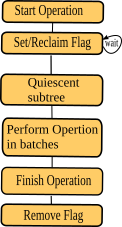 Start Operation
Set/Reclaim Flag
wait
Quiescent
subtree
Perform Opertion
in batches
Finish Operation
Remove Flag